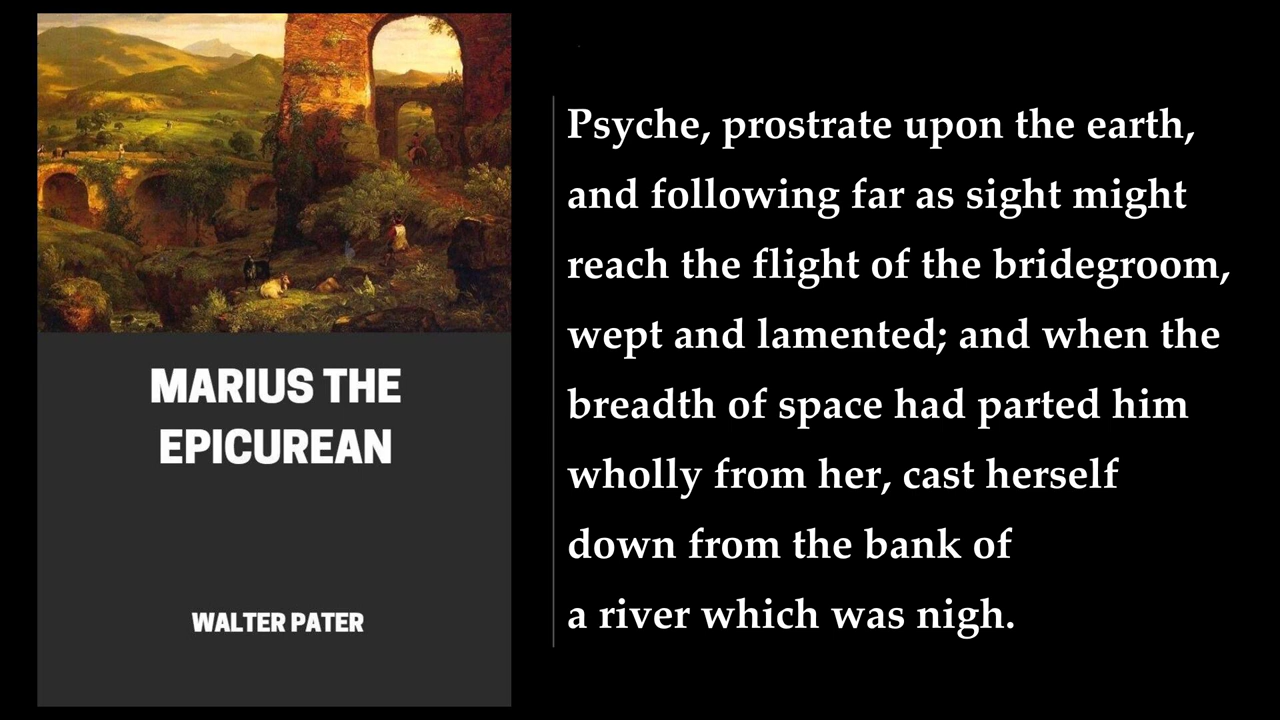 MARIUS THE
EPICUREAN
WALTER PATER
Psyche, prostrate upon the earth,
and following far as sight might
reach the flight of the bridegroom,
wept and lamented; and when the
breadth of space had parted him
wholly from her, cast herself
down from the bank of
a river which was nigh.